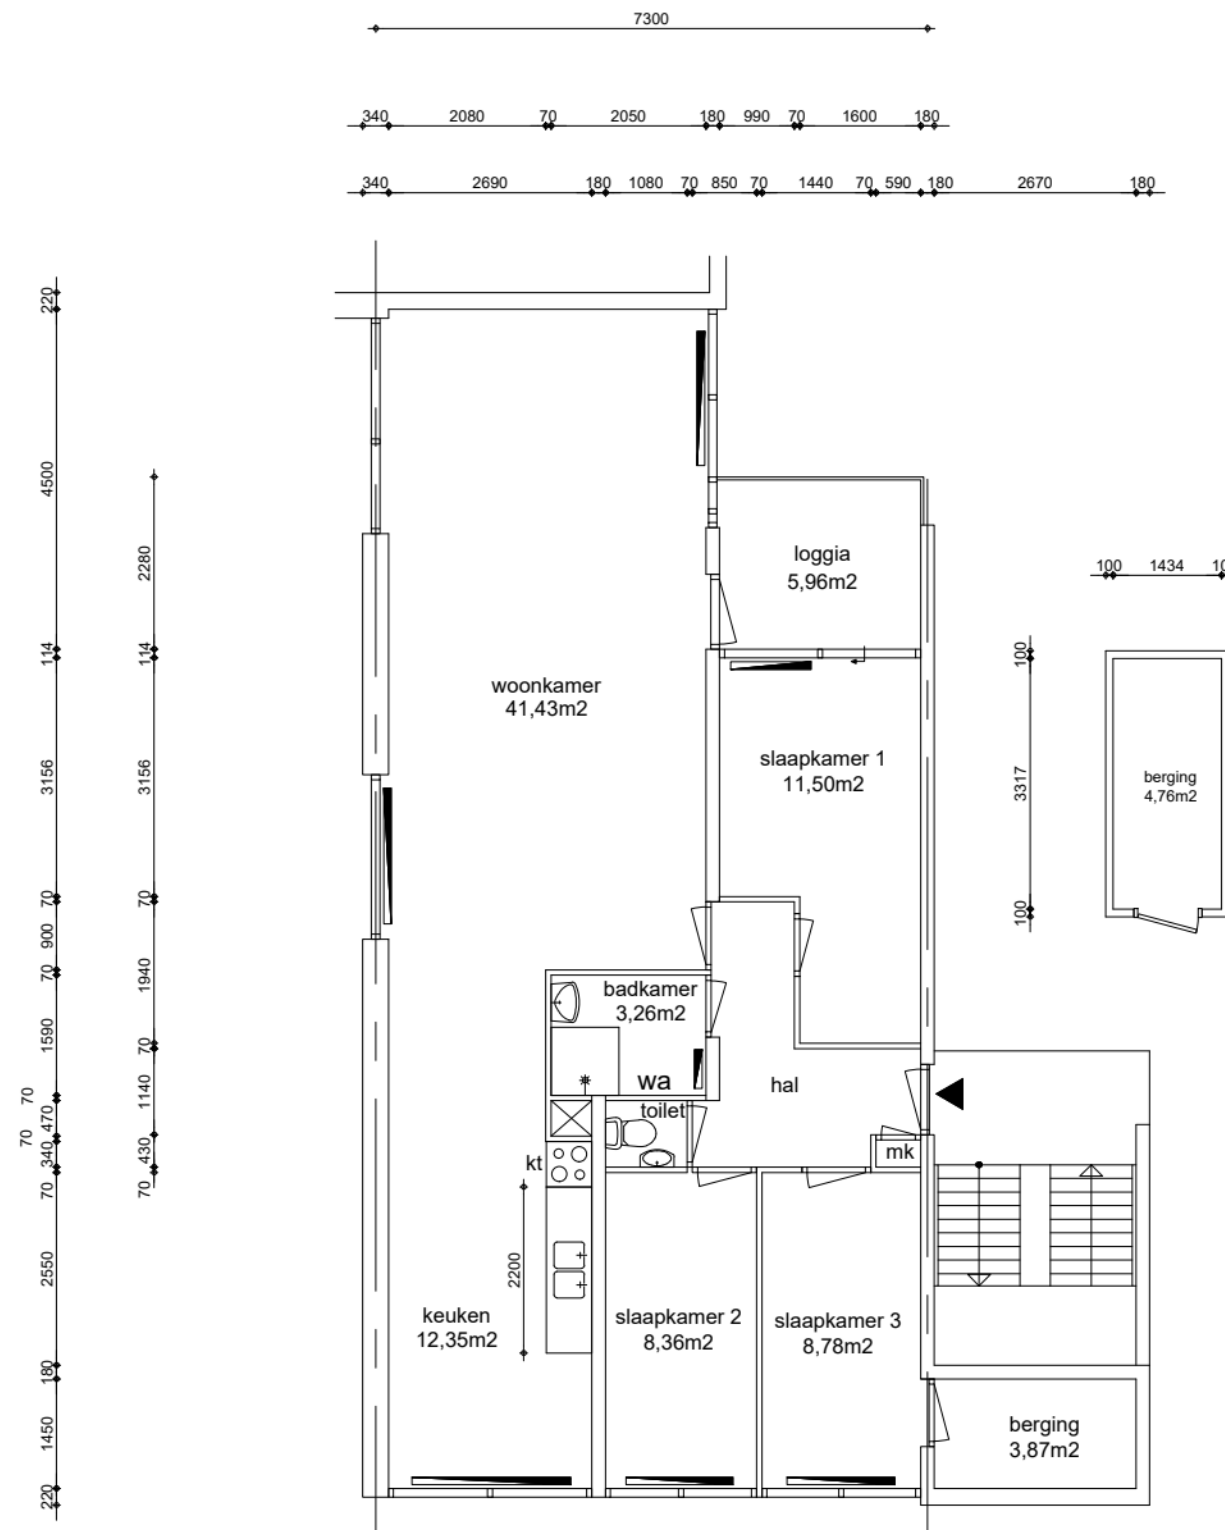 7300
340 2080 70 2050 180 990 70 1600 180
340 2690 180 1080 70 850 70 1440 70 590 180 2670 180
220
4500
114
3156
70
900
70
1590
70
470
70
340
70
2550
180
1450
220
2280
114
3156
70
1940
70
1140
430
70
loggia
5,96m2
woonkamer
41,43m2
slaapkamer 1
11,50m2
100 1434 10
100
3317
100
berging
4,76m2
badkamer
3,26m2
wa
toilet
hal
mk
kt
2200
keuken
12,35m2
slaapkamer 2
8,36m2
slaapkamer 3
8,78m2
berging
3,87m2